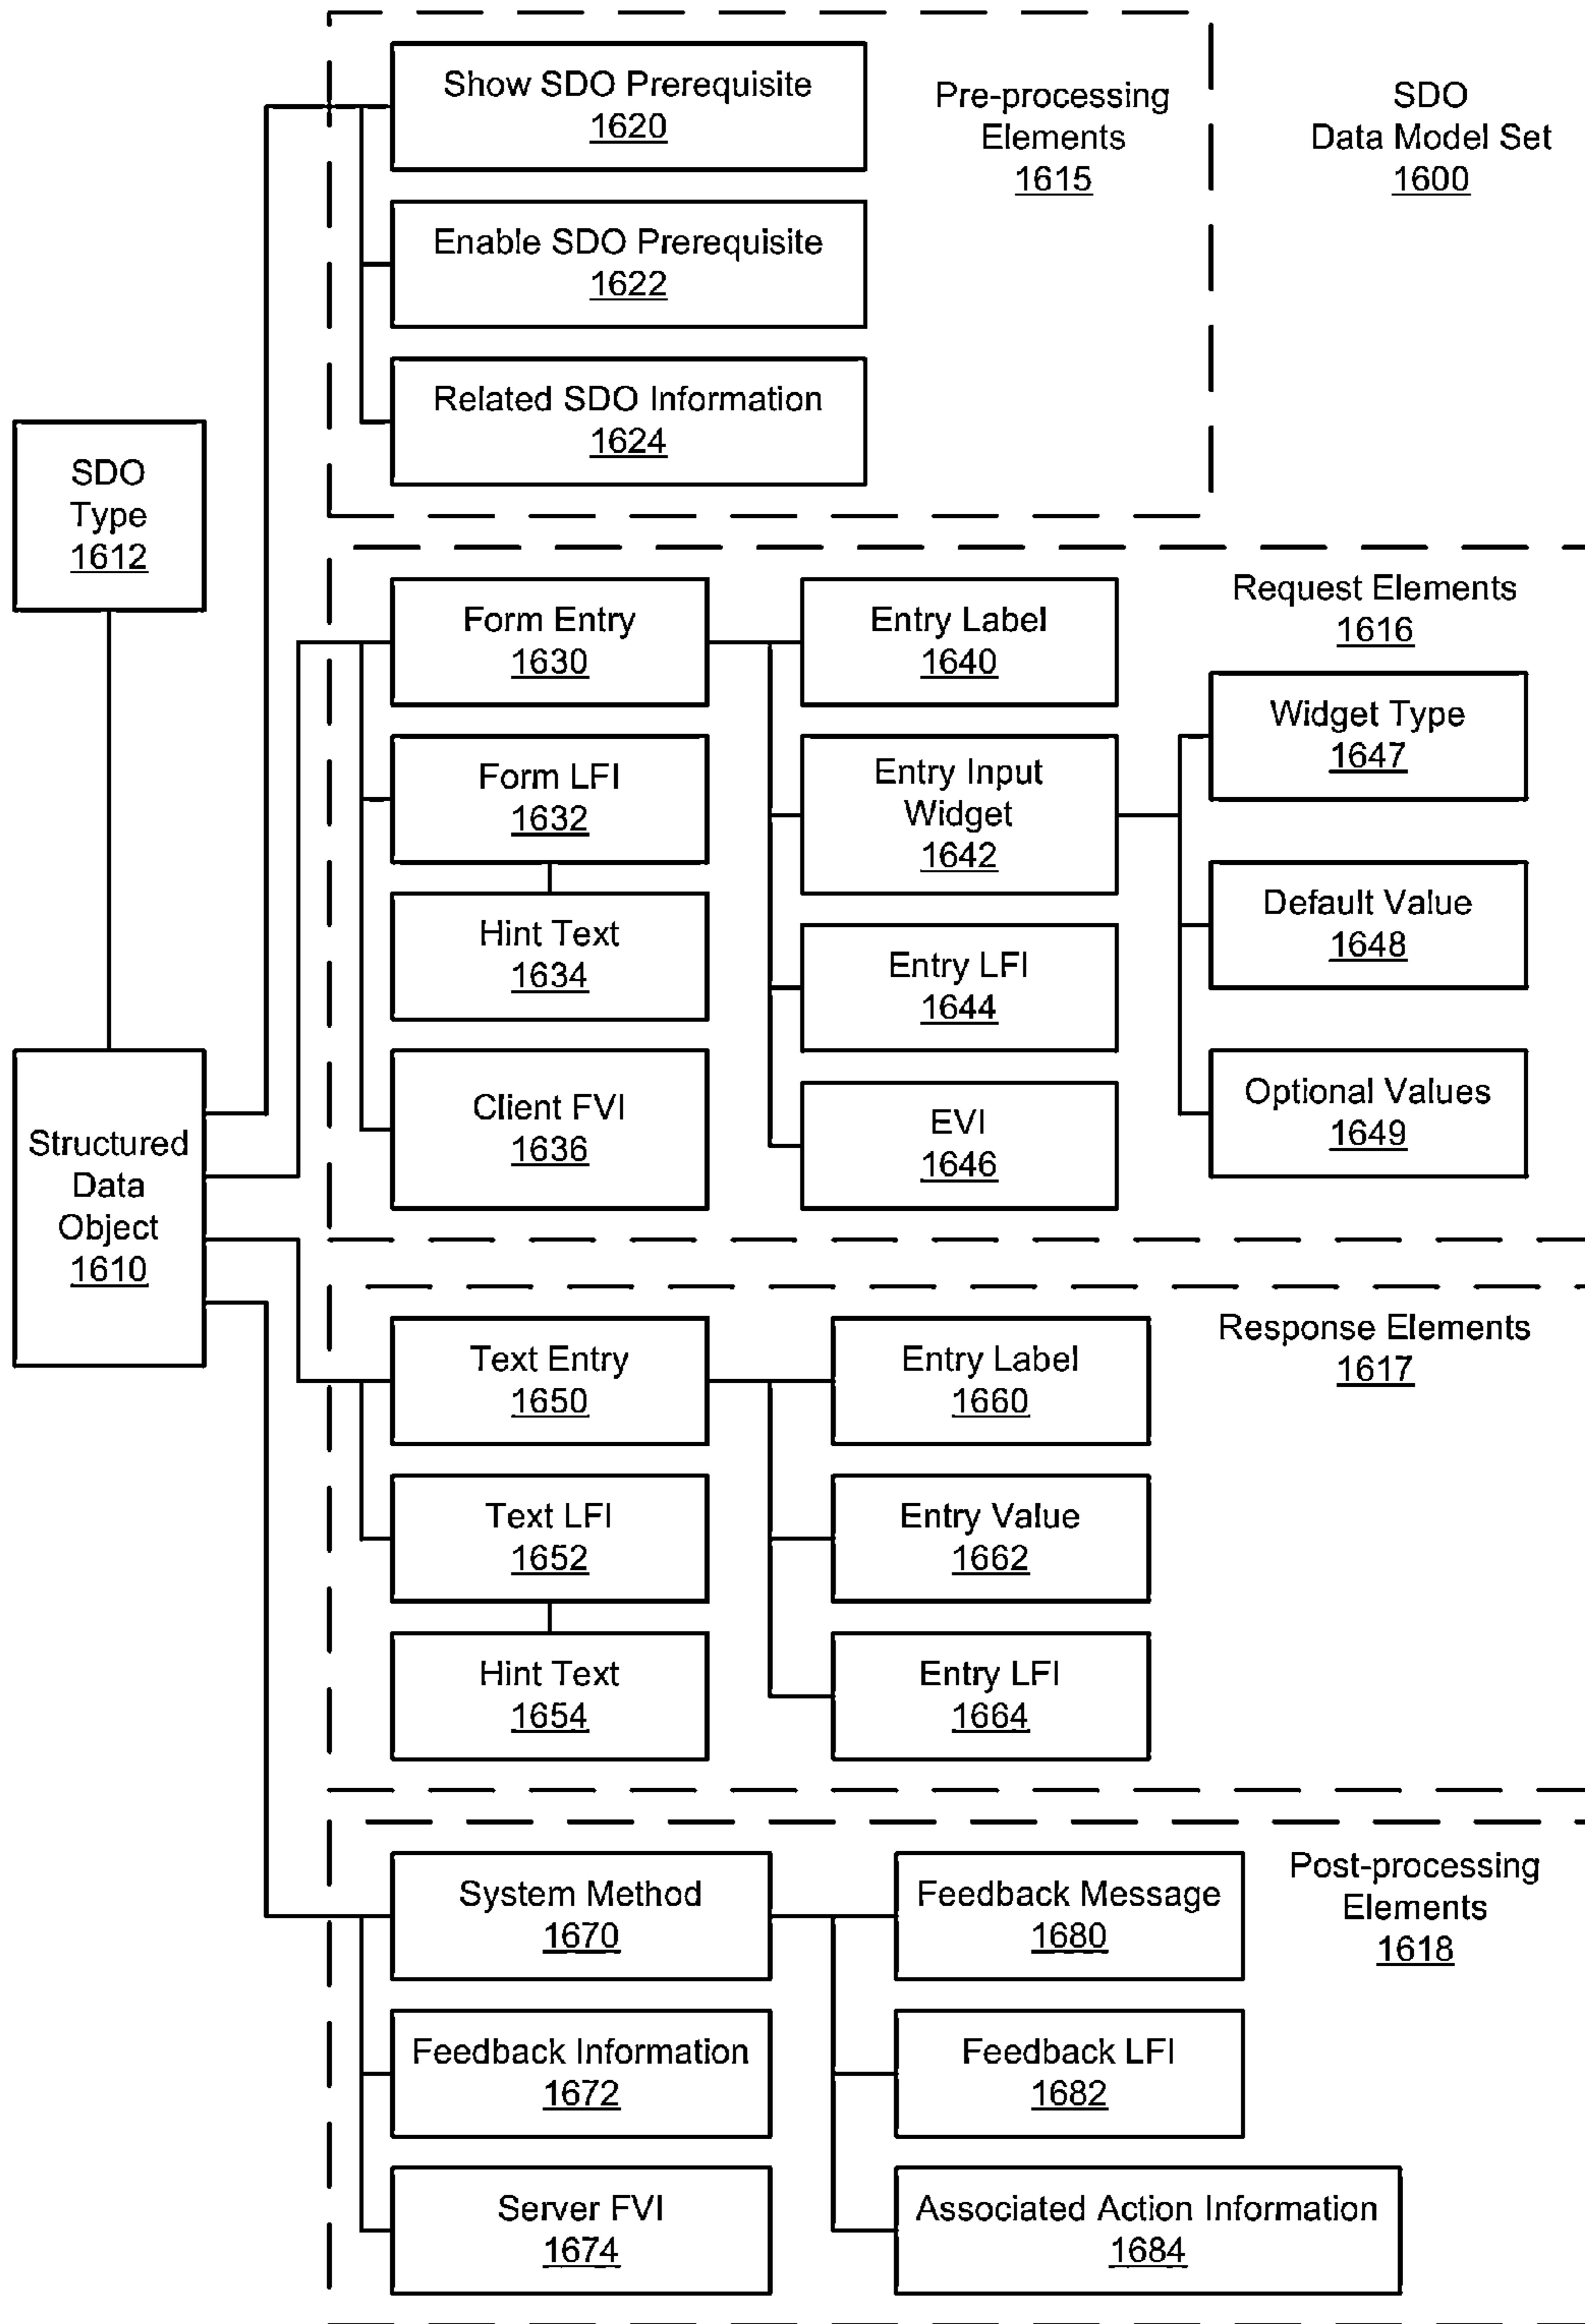 Show SDO Prerequisite
1620
Pre-processing
Elements
1615
SDO
Data Model Set
1600
Enable SDO Prerequisite
1622
Related SDO Information
1624
SDO
Type
1612
Structured
Data
Object
1610
Request Elements
1616
Form Entry
1630
Entry Label
1640
Widget Type
1647
Form LFI
1632
Entry Input
Widget
1642
Default Value
1648
Hint Text
1634
Entry LFI
1644
Optional Values
1649
Client FVI
1636
EVI
1646
Response Elements
1617
Text Entry
1650
Entry Label
1660
Text LFI
1652
Entry Value
1662
Hint Text
1654
Entry LFI
1664
Post-processing
Elements
1618
System Method
1670
Feedback Message
1680
Feedback Information
1672
Feedback LFI
1682
Server FVI
1674
Associated Action Information
1684